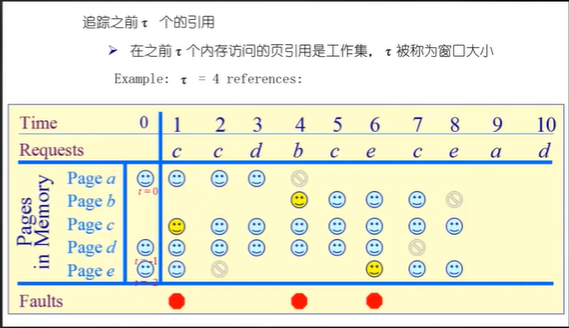 追踪之前τ 个的引用
➤ 在之前τ个内存访问的页引用是工作集，τ被称为窗口大小
Example: τ = 4 references:
Time 0 1 2 3 4 5 6 7 8 9 10
Requests c c d b c e c e a d
Pages in Memory
Page a
t = 0
Page b
Page c
Page d
t = -1
Page e
t = -2
Faults